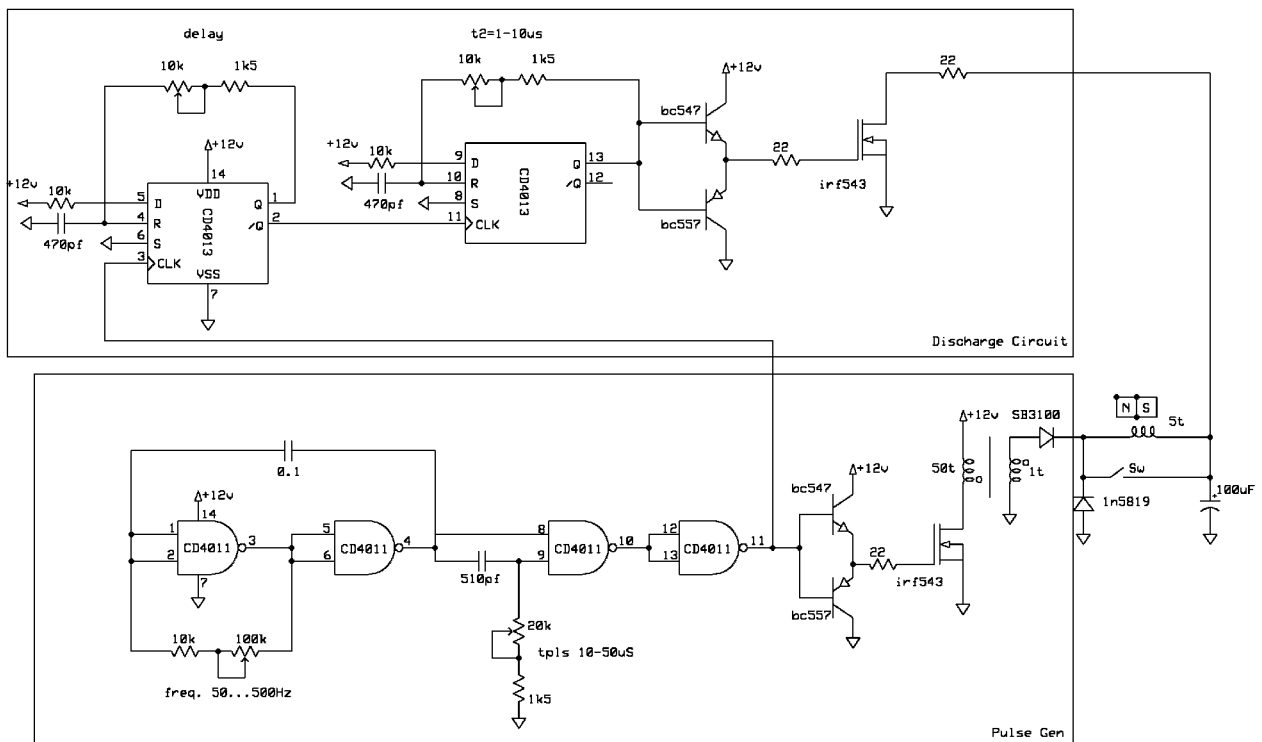 delay
t2=1-10us
10k 1k5
10k 1k5
22
+12v
bc547
+12v
+12v
10k
9 D
Q 13
10 R
/Q 12
8 S
11 CLK
CD4013
470pf
22
irf543
bc557
14
VDD
+12v
10k
5 D
Q 1
4 R
/Q 2
6 S
3 CLK
CD4013
470pf
VSS
7
Discharge Circuit
0.1
+12v
14
1
2
CD4011
3
7
5
6
CD4011
4
8
9
CD4011
10
12
13
CD4011
11
510pf
20k
tpls 10-50uS
1k5
10k 100k
freq. 50...500Hz
+12v
bc547
22
irf543
bc557
+12v
50t
1t
SB3100
N S
5t
Sw
1n5819
+
100uF
Pulse Gen